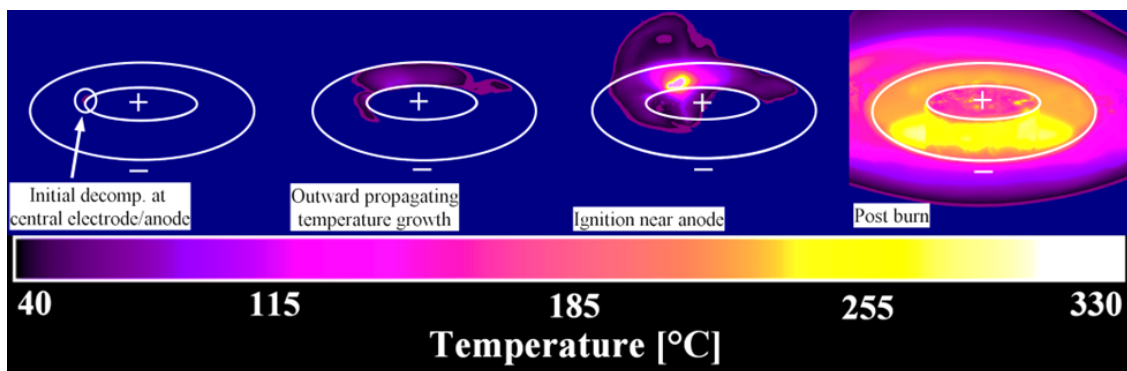 +
−
Initial decomp. at
central electrode/anode
+
−
Outward propagating
temperature growth
+
−
Ignition near anode
+
−
Post burn
40 115 185 255 330
Temperature [°C]